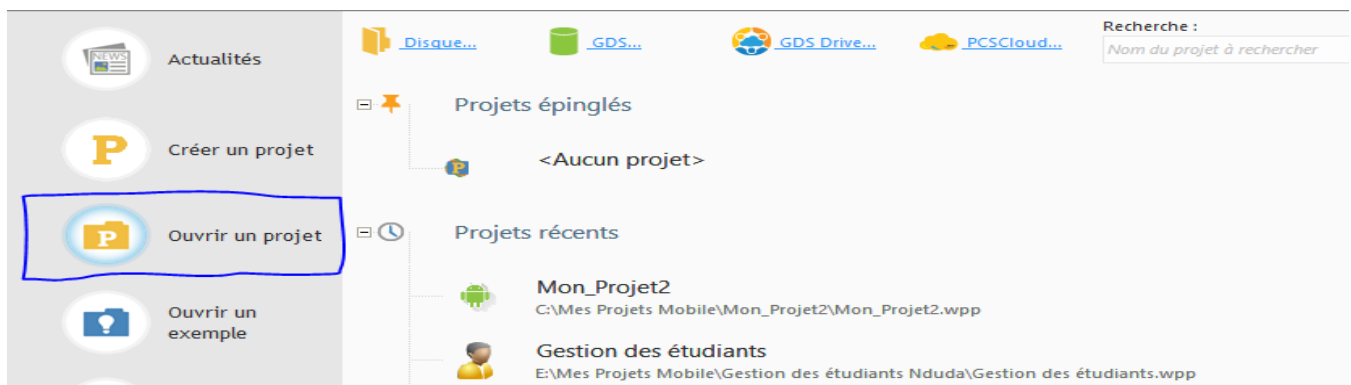 NEWS
Actualités
P
Créer un projet
P
Ouvrir un projet
Ouvrir un
exemple
Disque...
GDS...
GDS Drive...
PCSCloud...
Recherche :
Nom du projet à rechercher
Projets épinglés
P
<Aucun projet>
Projets récents
Mon_Projet2
C:\Mes Projets Mobile\Mon_Projet2\Mon_Projet2.wpp
Gestion des étudiants
E:\Mes Projets Mobile\Gestion des étudiants Nduda\Gestion des étudiants.wpp